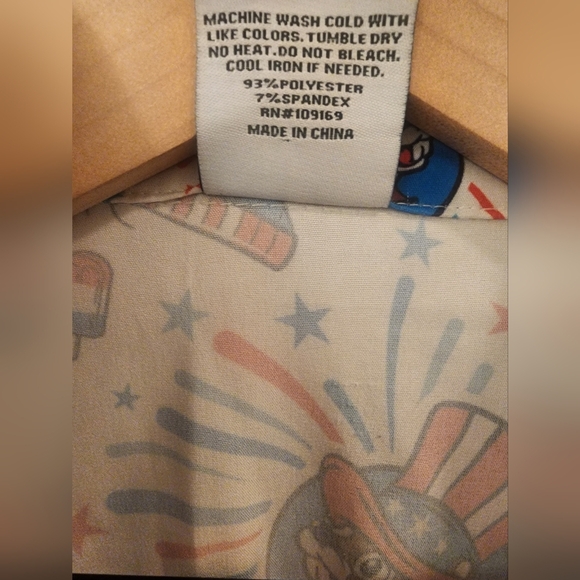 MACHINE WASH COLD WITH
LIKE COLORS. TUMBLE DRY
NO HEAT. DO NOT BLEACH.
COOL IRON IF NEEDED.
93%POLYESTER
7%SPANDEX
RN#109169
MADE IN CHINA